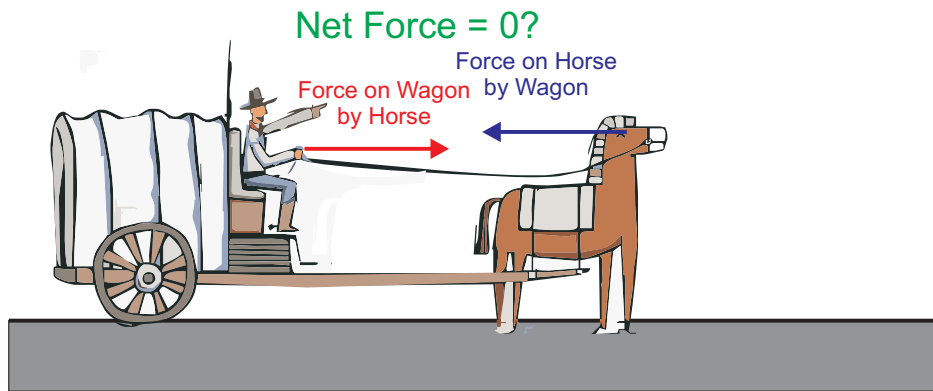 Net Force = 0?
Force on Horse
by Wagon
Force on Wagon
by Horse